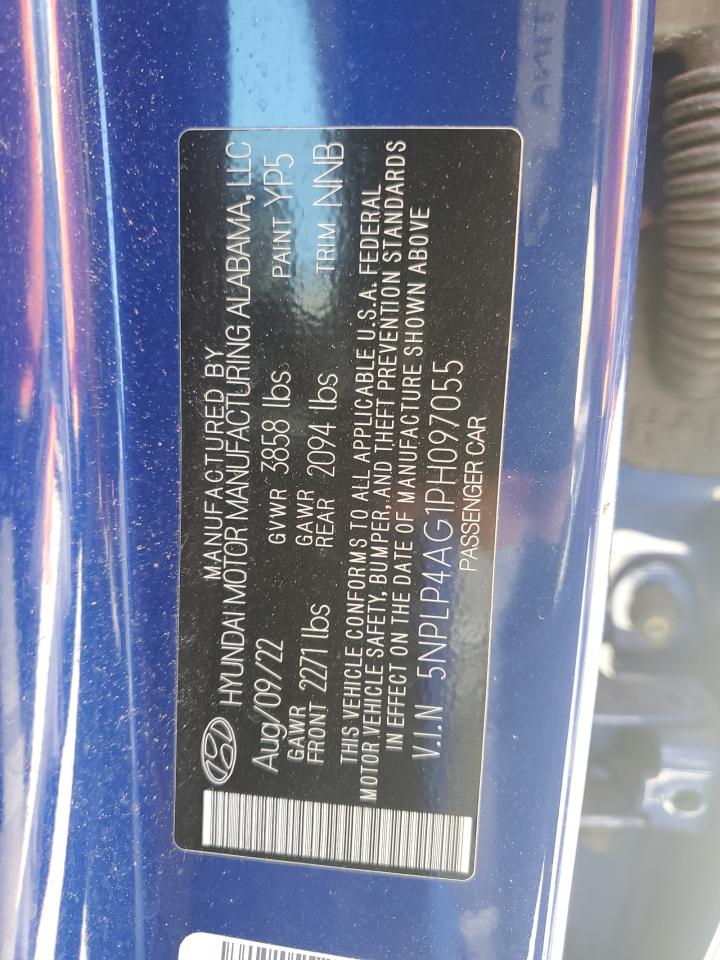 MANUFACTURED BY
HYUNDAI MOTOR MANUFACTURING ALABAMA, LLC
Aug/09/22 GVWR 3858 lbs PAINT YP5
GAWR FRONT 2271 lbs GAWR REAR 2094 lbs TRIM NNB
THIS VEHICLE CONFORMS TO ALL APPLICABLE U.S.A. FEDERAL
MOTOR VEHICLE SAFETY, BUMPER, AND THEFT PREVENTION STANDARDS
IN EFFECT ON THE DATE OF MANUFACTURE SHOWN ABOVE
V.I.N 5NPLP4AG1PH097055
PASSENGER CAR